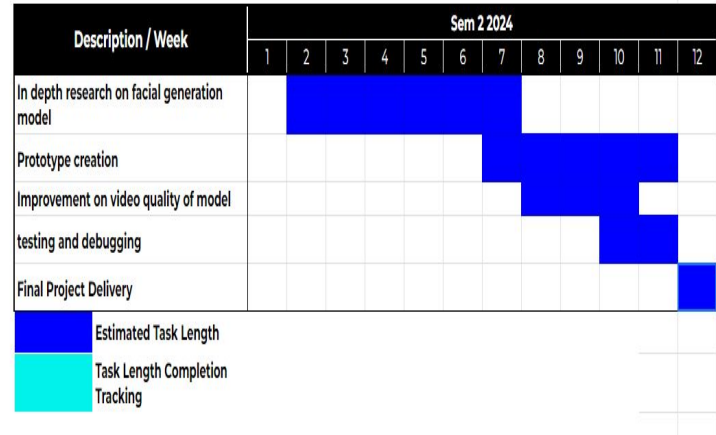 Description / Week
Sem 2 2024
1 2 3 4 5 6 7 8 9 10 11 12
In depth research on facial generation
model
Prototype creation
Improvement on video quality of model
testing and debugging
Final Project Delivery
Estimated Task Length
Task Length Completion
Tracking